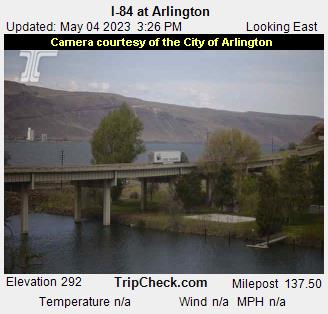 I-84 at Arlington
Updated: May 04 2023 3:26 PM Looking East
Camera courtesy of the City of Arlington
Elevation 292 TripCheck.com Milepost 137.50
Temperature n/a Wind n/a MPH n/a